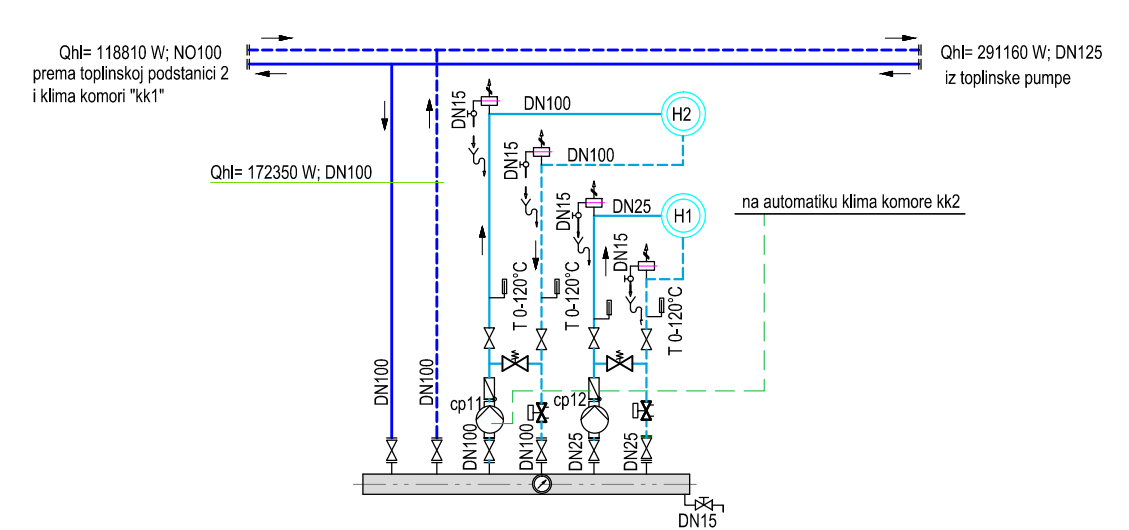 Qhl= 118810 W; NO100
prema toplinskoj podstanici 2
i klima komori "kk1"
Qhl= 291160 W; DN125
iz toplinske pumpe
DN15
DN100
H2
DN15
DN100
Qhl= 172350 W; DN100
DN15
DN25
H1
na automatiku klima komore kk2
DN15
T 0-120°C
T 0-120°C
T 0-120°C
DN100
DN100
cp11
cp12
DN100
DN100
DN25
DN25
DN15